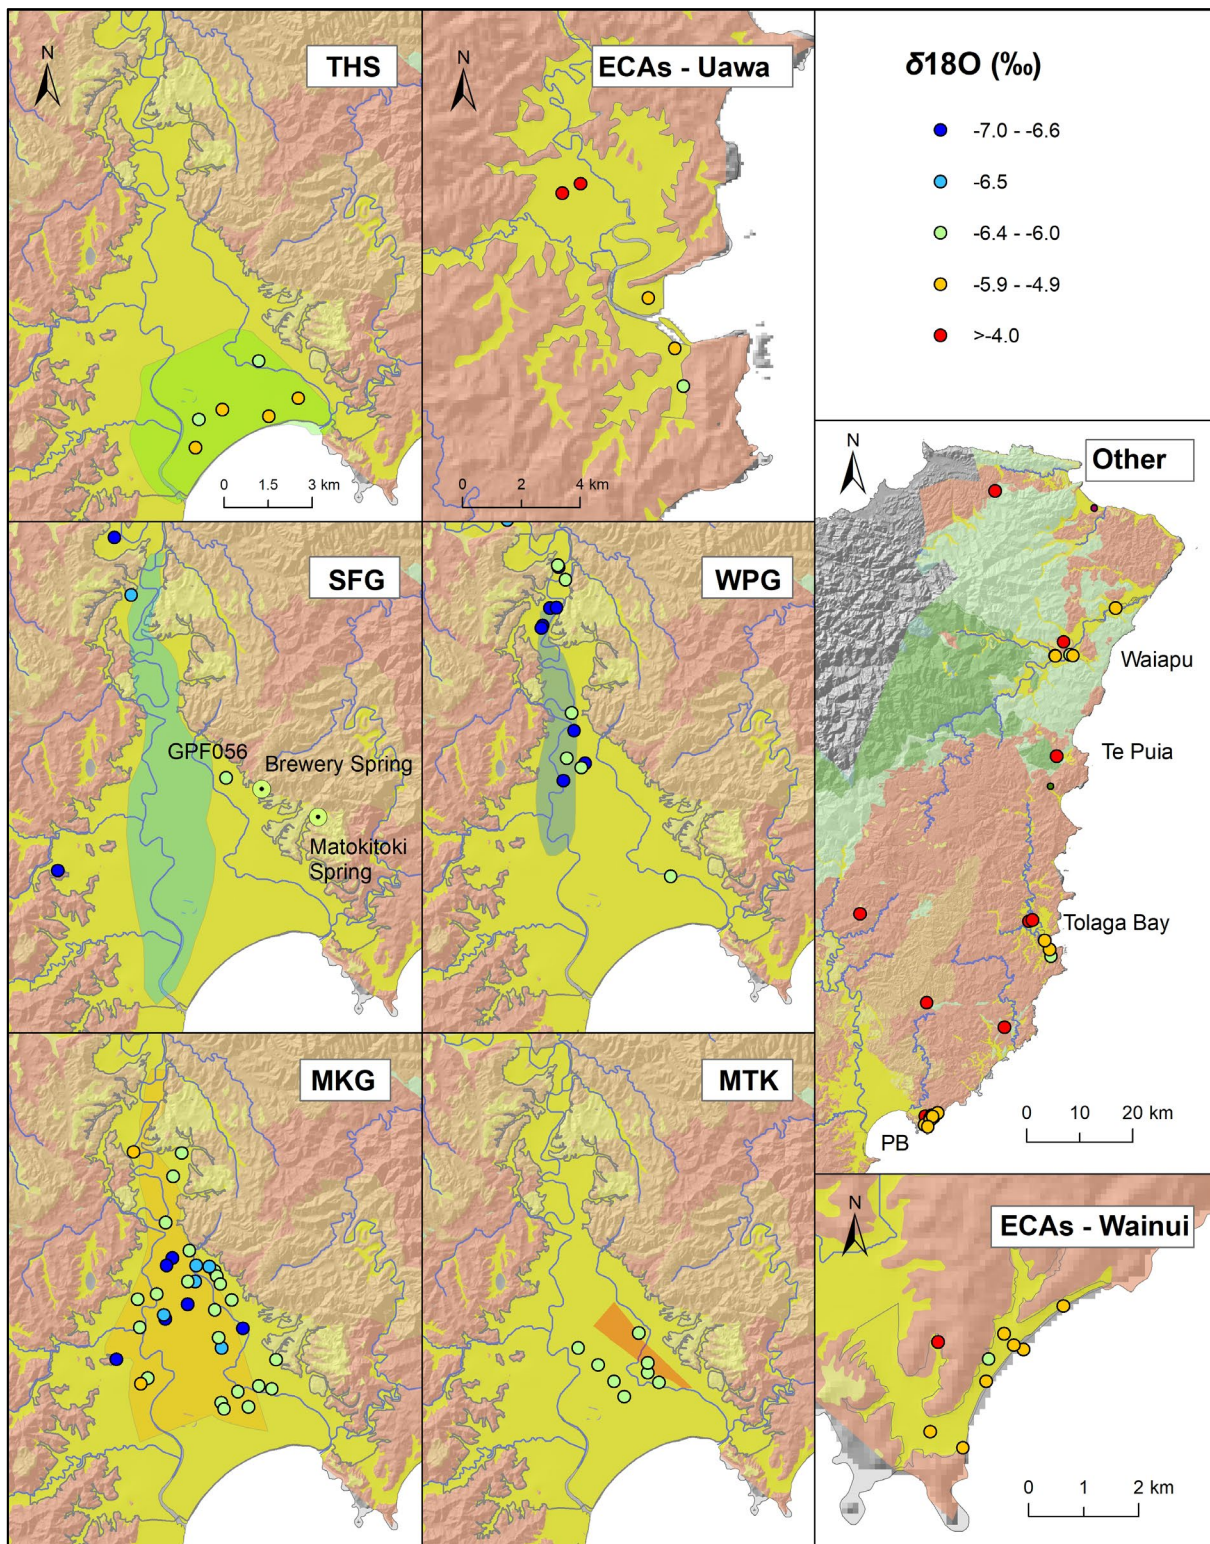 N
THS
0 1.5 3 km
N
ECAs - Uawa
0 2 4 km
δ18O (‰)
-7.0 - -6.6
-6.5
-6.4 - -6.0
-5.9 - -4.9
>-4.0
SFG
GPF056
Brewery Spring
Matokitoki
Spring
WPG
N
Other
Waiapu
Te Puia
Tolaga Bay
PB
0 10 20 km
MKG
MTK
N
ECAs - Wainui
0 1 2 km